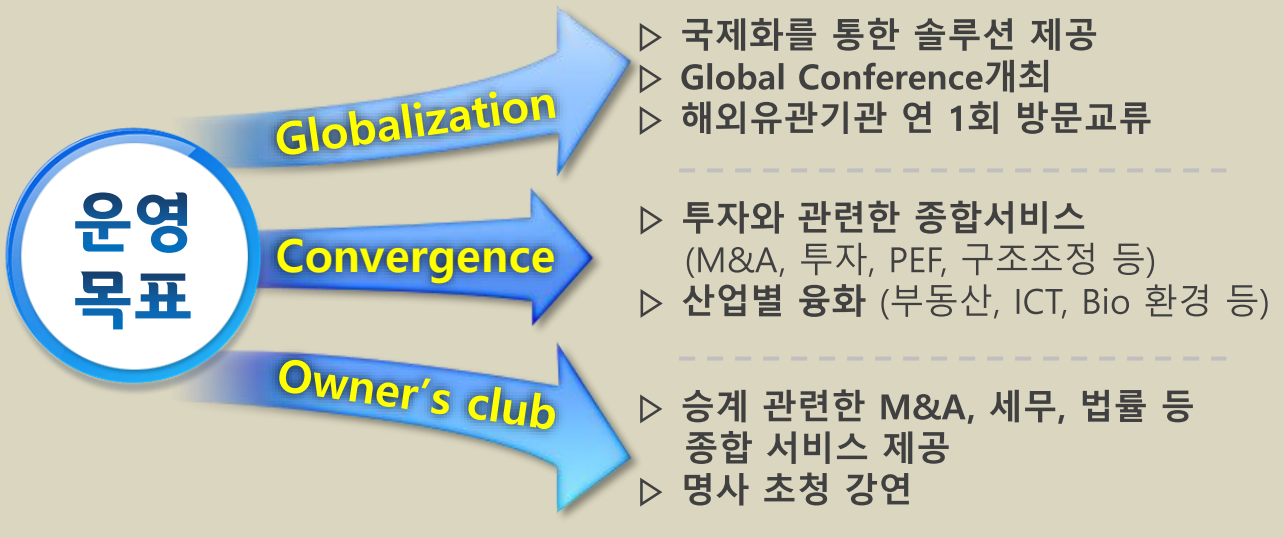 운영
목표
Globalization
▷ 국제화를 통한 솔루션 제공
▷ Global Conference개최
▷ 해외유관기관 연 1회 방문교류
Convergence
▷ 투자와 관련한 종합서비스
(M&A, 투자, PEF, 구조조정 등)
▷ 산업별 융화 (부동산, ICT, Bio 환경 등)
Owner's club
▷ 승계 관련한 M&A, 세무, 법률 등
종합 서비스 제공
▷ 명사 초청 강연